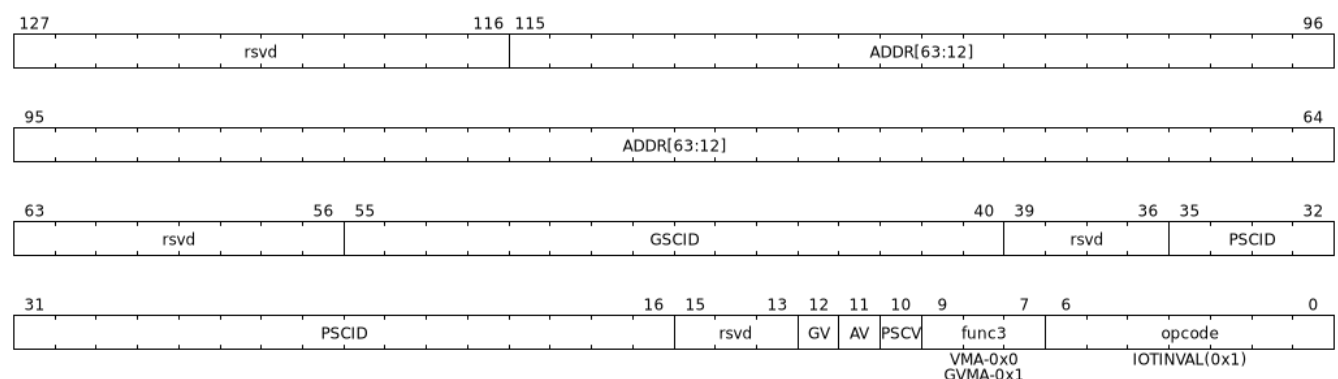 127 116 115 96
rsvd ADDR[63:12]
95 64
ADDR[63:12]
63 56 55 40 39 36 35 32
rsvd GSCID rsvd PSCID
31 16 15 13 12 11 10 9 7 6 0
PSCID rsvd GV AV PSCV func3 opcode
VMA-0x0 IOTINVAL(0x1)
GVMA-0x1